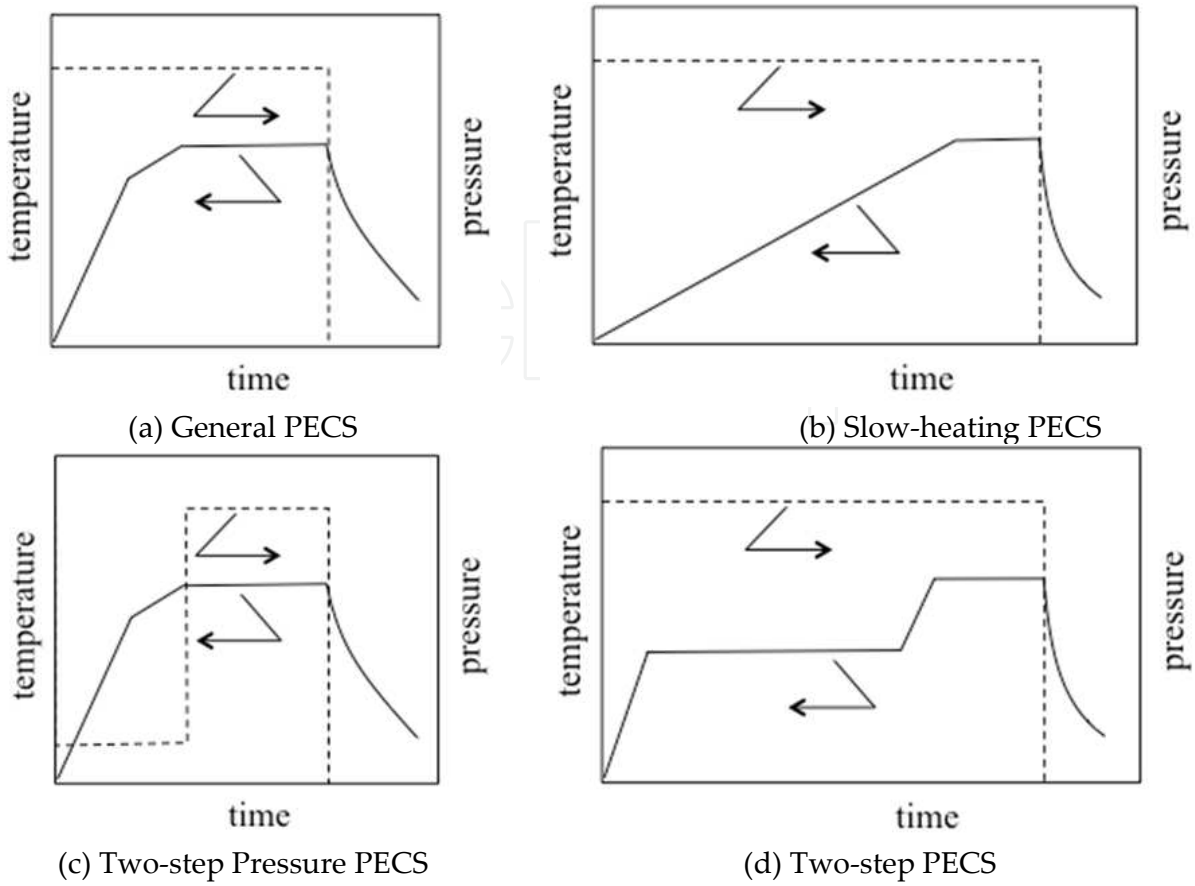 temperature
pressure
time
(a) General PECS
temperature
pressure
time
(b) Slow-heating PECS
temperature
pressure
time
(c) Two-step Pressure PECS
temperature
pressure
time
(d) Two-step PECS